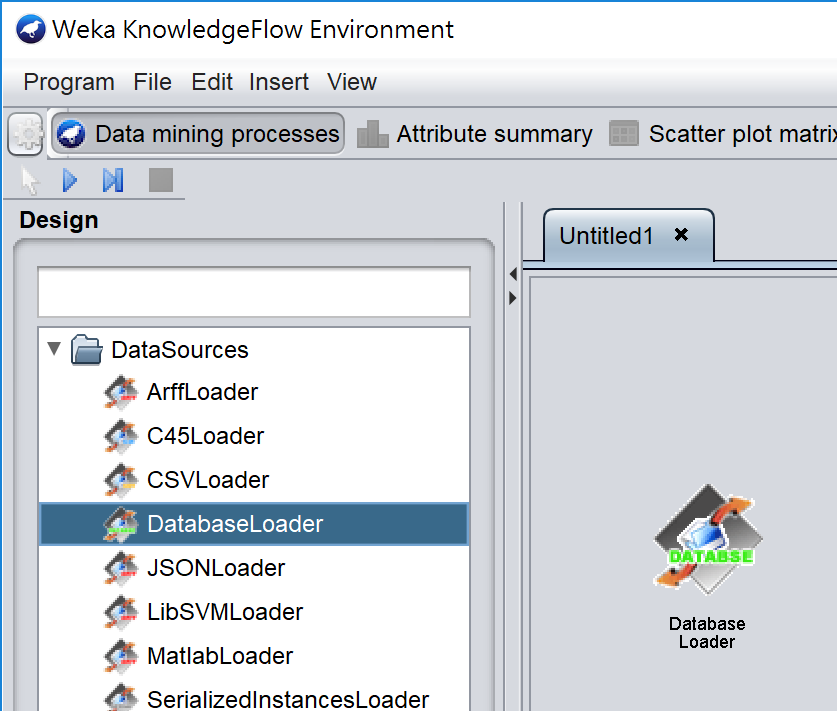 Weka KnowledgeFlow Environment
Program File Edit Insert View
Data mining processes Attribute summary Scatter plot matrix
Design
Untitled1
DataSources
ArffLoader
C45Loader
CSVLoader
DatabaseLoader
JSONLoader
LibSVMLoader
MatlabLoader
SerializedInstancesLoader
DATABSE
Database
Loader